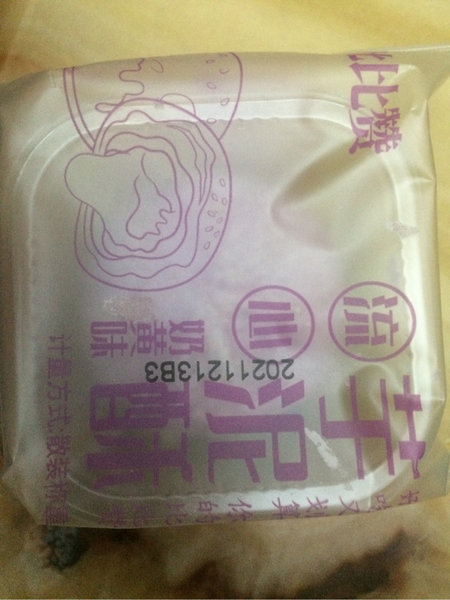 比比赞
流心
芋泥酥
奶黄味
计量方式散装称重
20211213B3